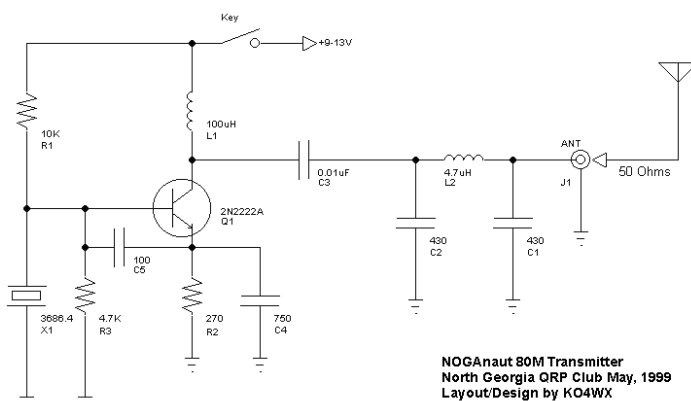 Key
+9-13V
100uH
L1
10K
R1
ANT
0.01uF
C3
4.7uH
L2
J1
50 Ohms
2N2222A
Q1
430
C2
430
C1
100
C5
3686.4
X1
4.7K
R3
270
R2
750
C4
NOGAnaut 80M Transmitter
North Georgia QRP Club May, 1999
Layout/Design by KO4WX